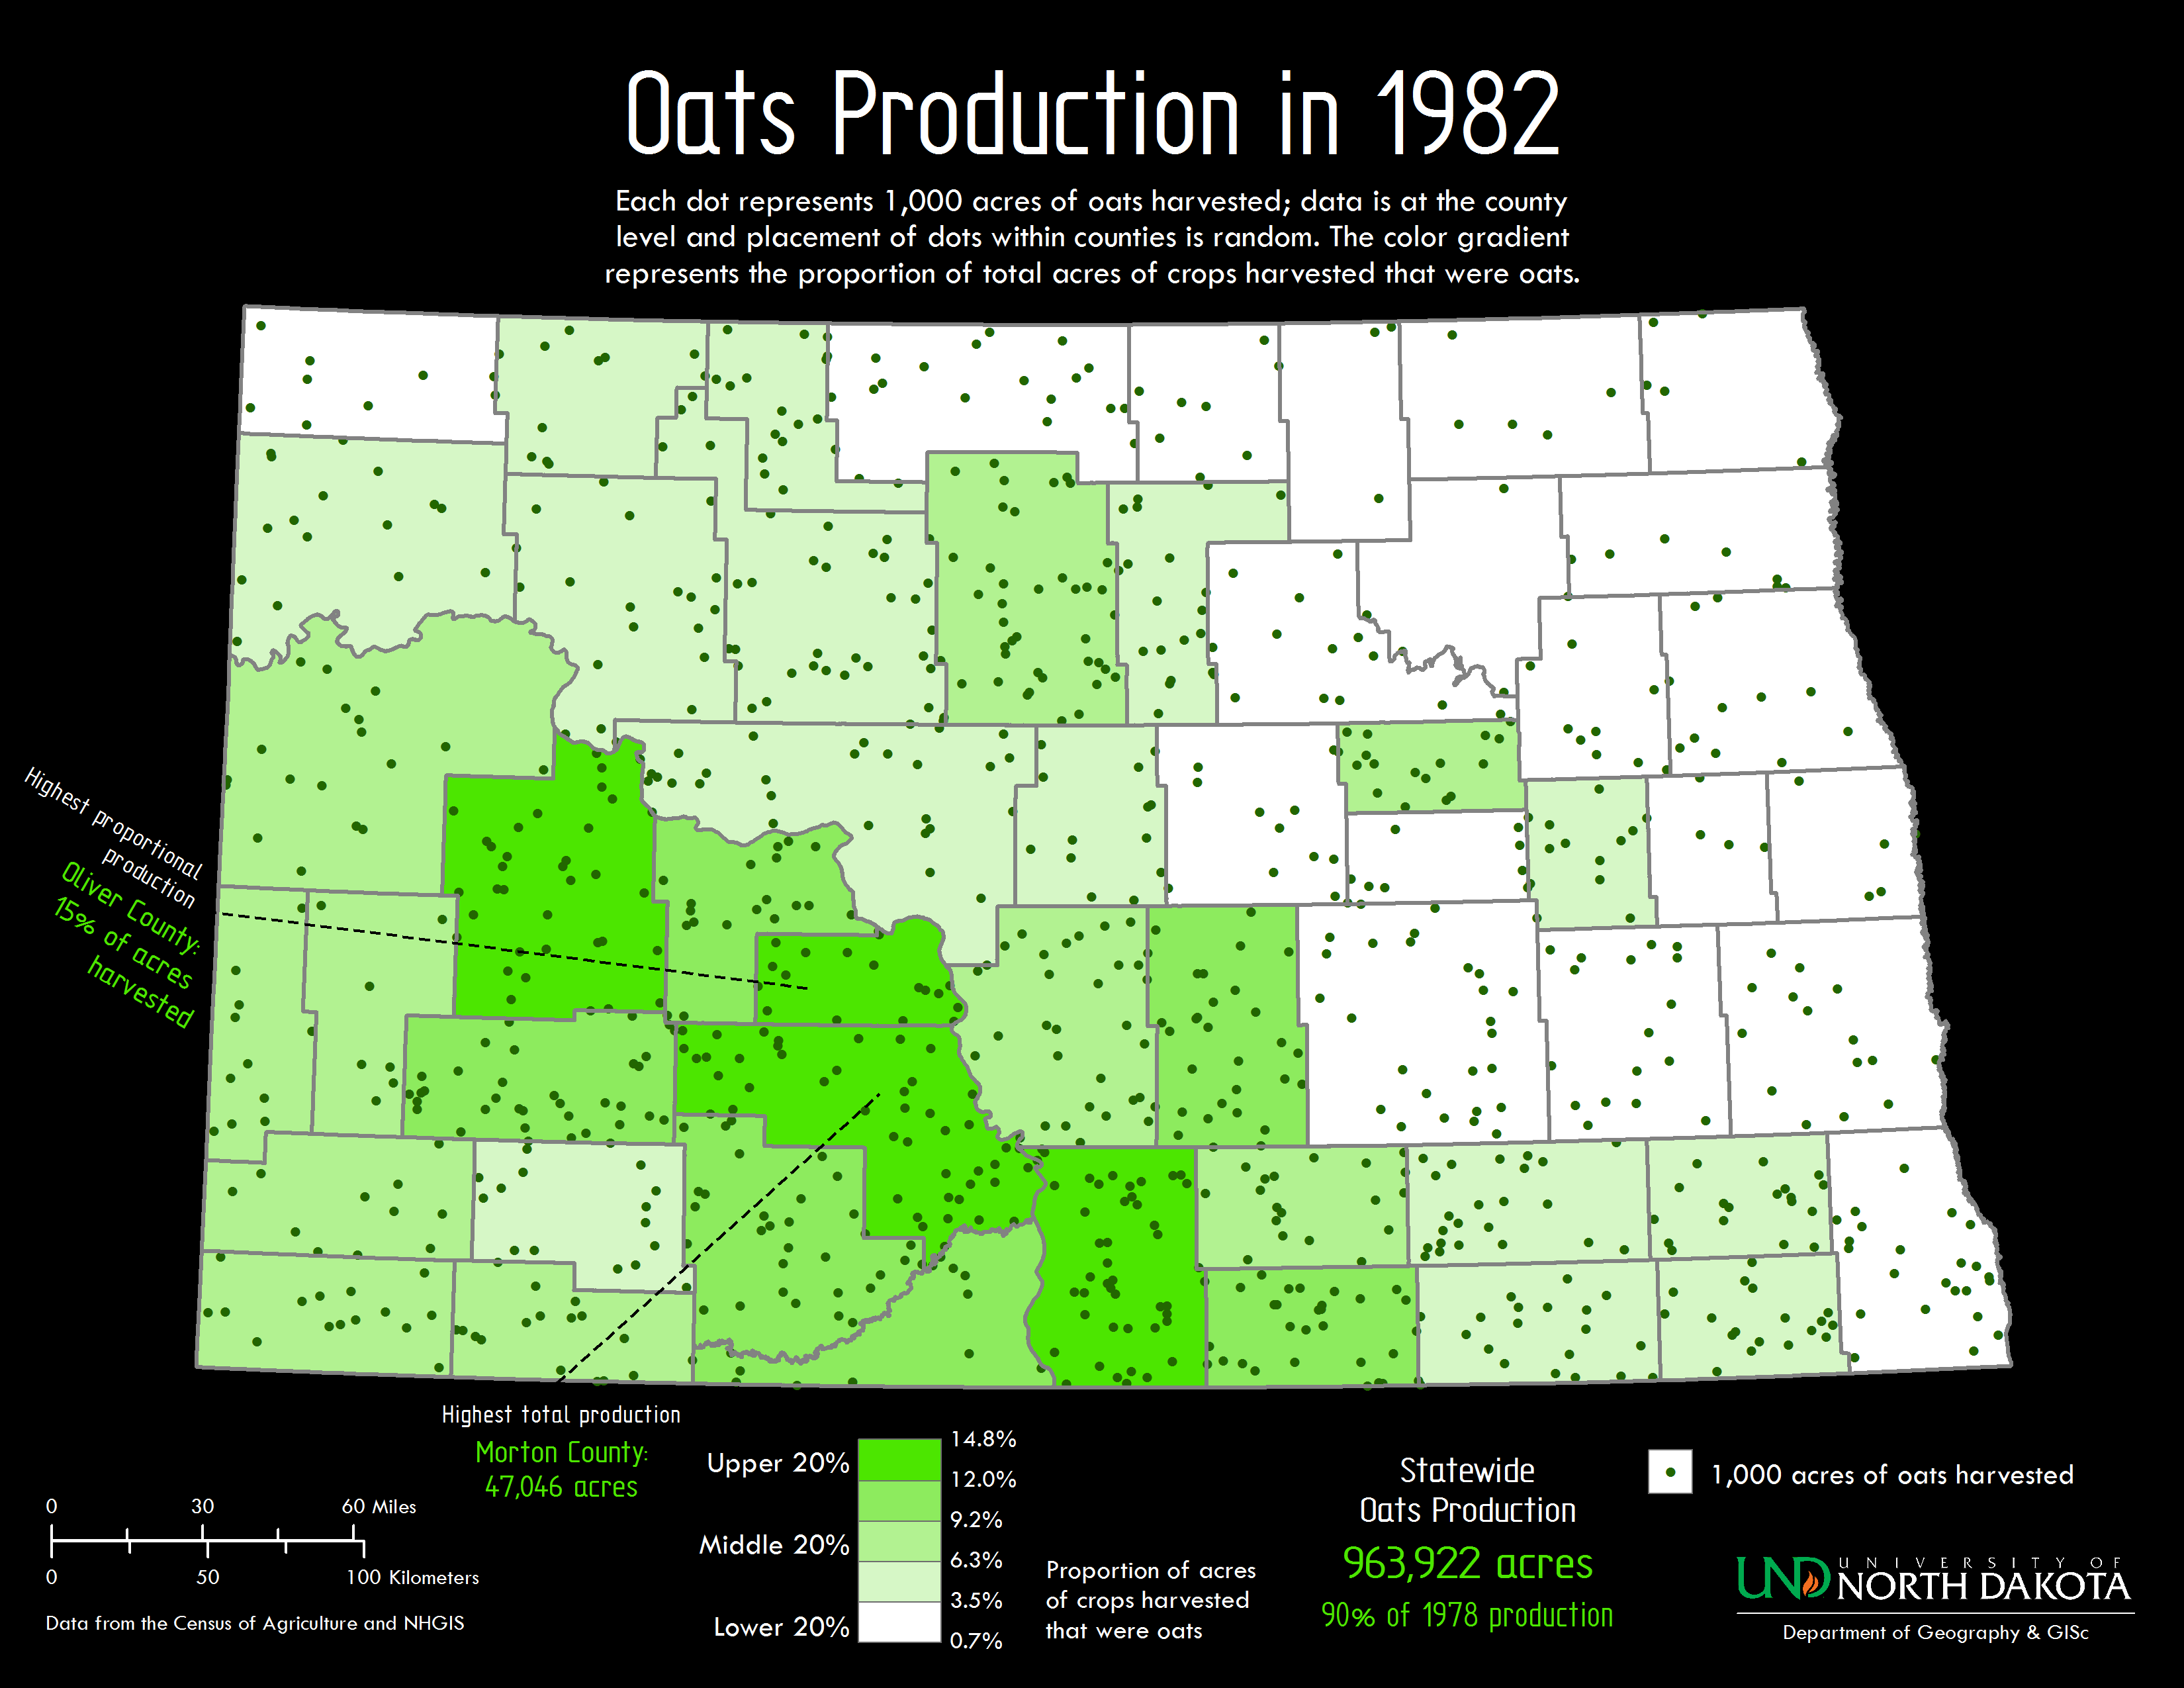 Oats Production in 1982
Each dot represents 1,000 acres of oats harvested; data is at the county
level and placement of dots within counties is random. The color gradient
represents the proportion of total acres of crops harvested that were oats.
Highest proportional
production
Oliver County:
15% of acres
harvested
Highest total production
Morton County:
47,046 acres
0 30 60 Miles
0 50 100 Kilometers
Data from the Census of Agriculture and NHGIS
Upper 20%
Middle 20%
Lower 20%
14.8%
12.0%
9.2%
6.3%
3.5%
0.7%
Proportion of acres
of crops harvested
that were oats
Statewide
Oats Production
963,922 acres
90% of 1978 production
1,000 acres of oats harvested
UND
UNIVERSITY OF
NORTH DAKOTA
Department of Geography & GISc